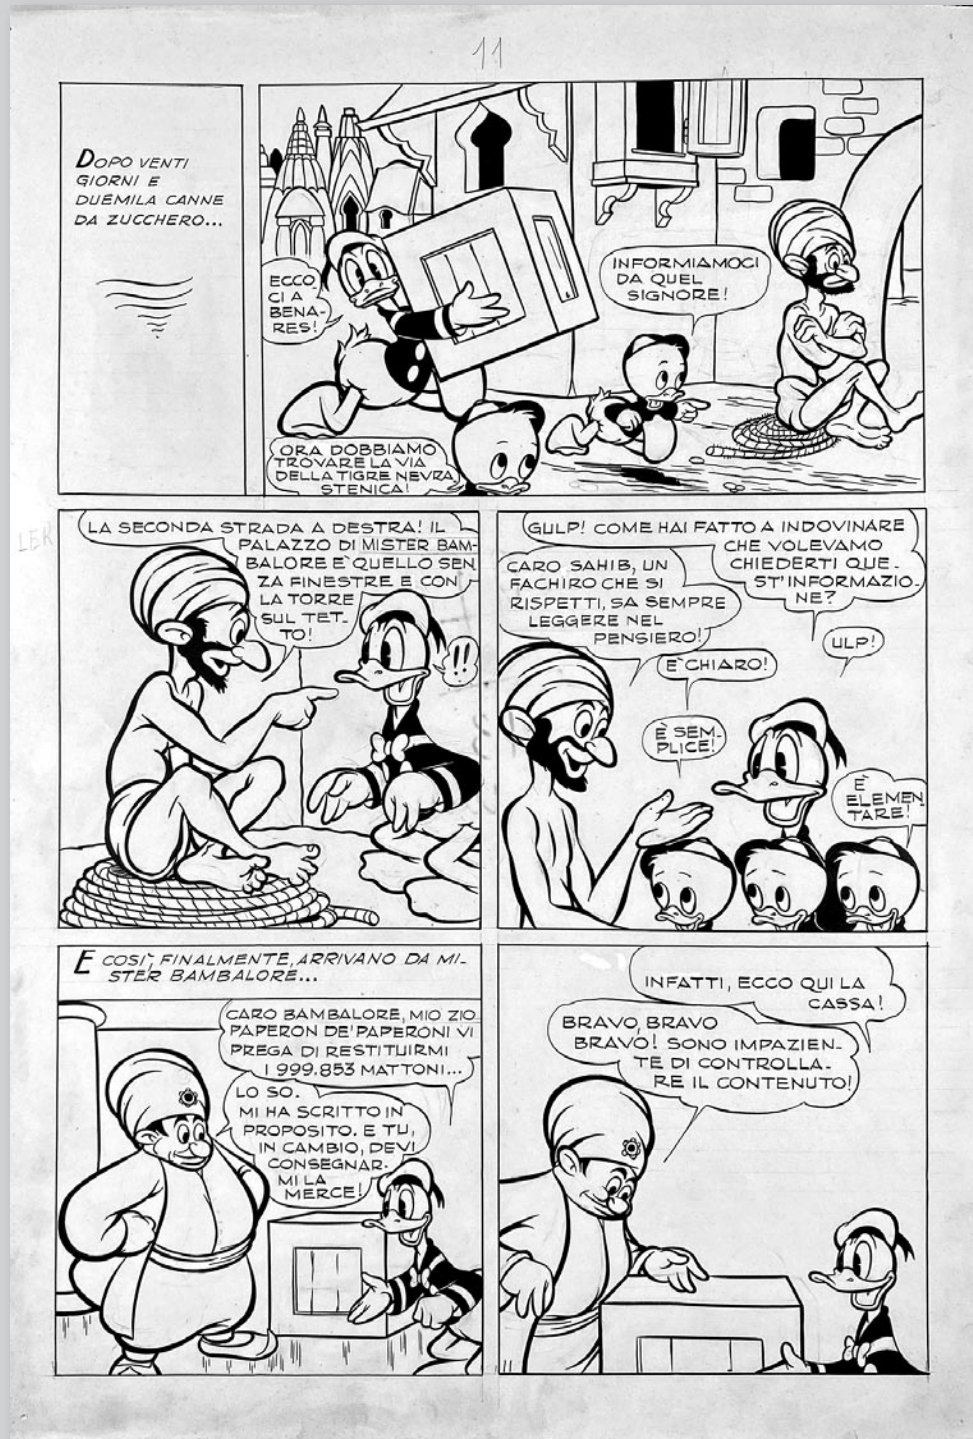 11
DOPO VENTI
GIORNI E
DUEMILA CANNE
DA ZUCCHERO...
ECCO,
CI A
BENA-
RES!
INFORMIAMOCI
DA QUEL
SIGNORE!
ORA DOBBIAMO
TROVARE LA VIA
DELLA TIGRE NEVRA
STENICA!
LA SECONDA STRADA A DESTRA! IL
PALAZZO DI MISTER BAM-
BALORE E` QUELLO SEN
ZA FINESTRE E CON
LA TORRE
SUL TET-
TO!
!!
GULP! COME HAI FATTO A INDOVINARE
CHE VOLEVAMO
CHIEDERTI QUE-
ST'INFORMAZIO-
NE?
CARO SAHIB, UN
FACHIRO CHE SI
RISPETTI, SA SEMPRE
LEGGERE NEL
PENSIERO!
ULP!
E` CHIARO!
È SEM-
PLICE!
È
ELEMEN-
TARE!
E COSI`, FINALMENTE, ARRIVANO DA MI-
STER BAMBALORE...
CARO BAMBALORE, MIO ZIO
PAPERON DE' PAPERONI VI
PREGA DI RESTITUIRMI
I 999.853 MATTONI...
LO SO.
MI HA SCRITTO IN
PROPOSITO. E TU,
IN CAMBIO, DEVI
CONSEGNAR-
MI LA
MERCE!
INFATTI, ECCO QUI LA
CASSA!
BRAVO, BRAVO
BRAVO! SONO IMPAZIEN-
TE DI CONTROLLA-
RE IL CONTENUTO!